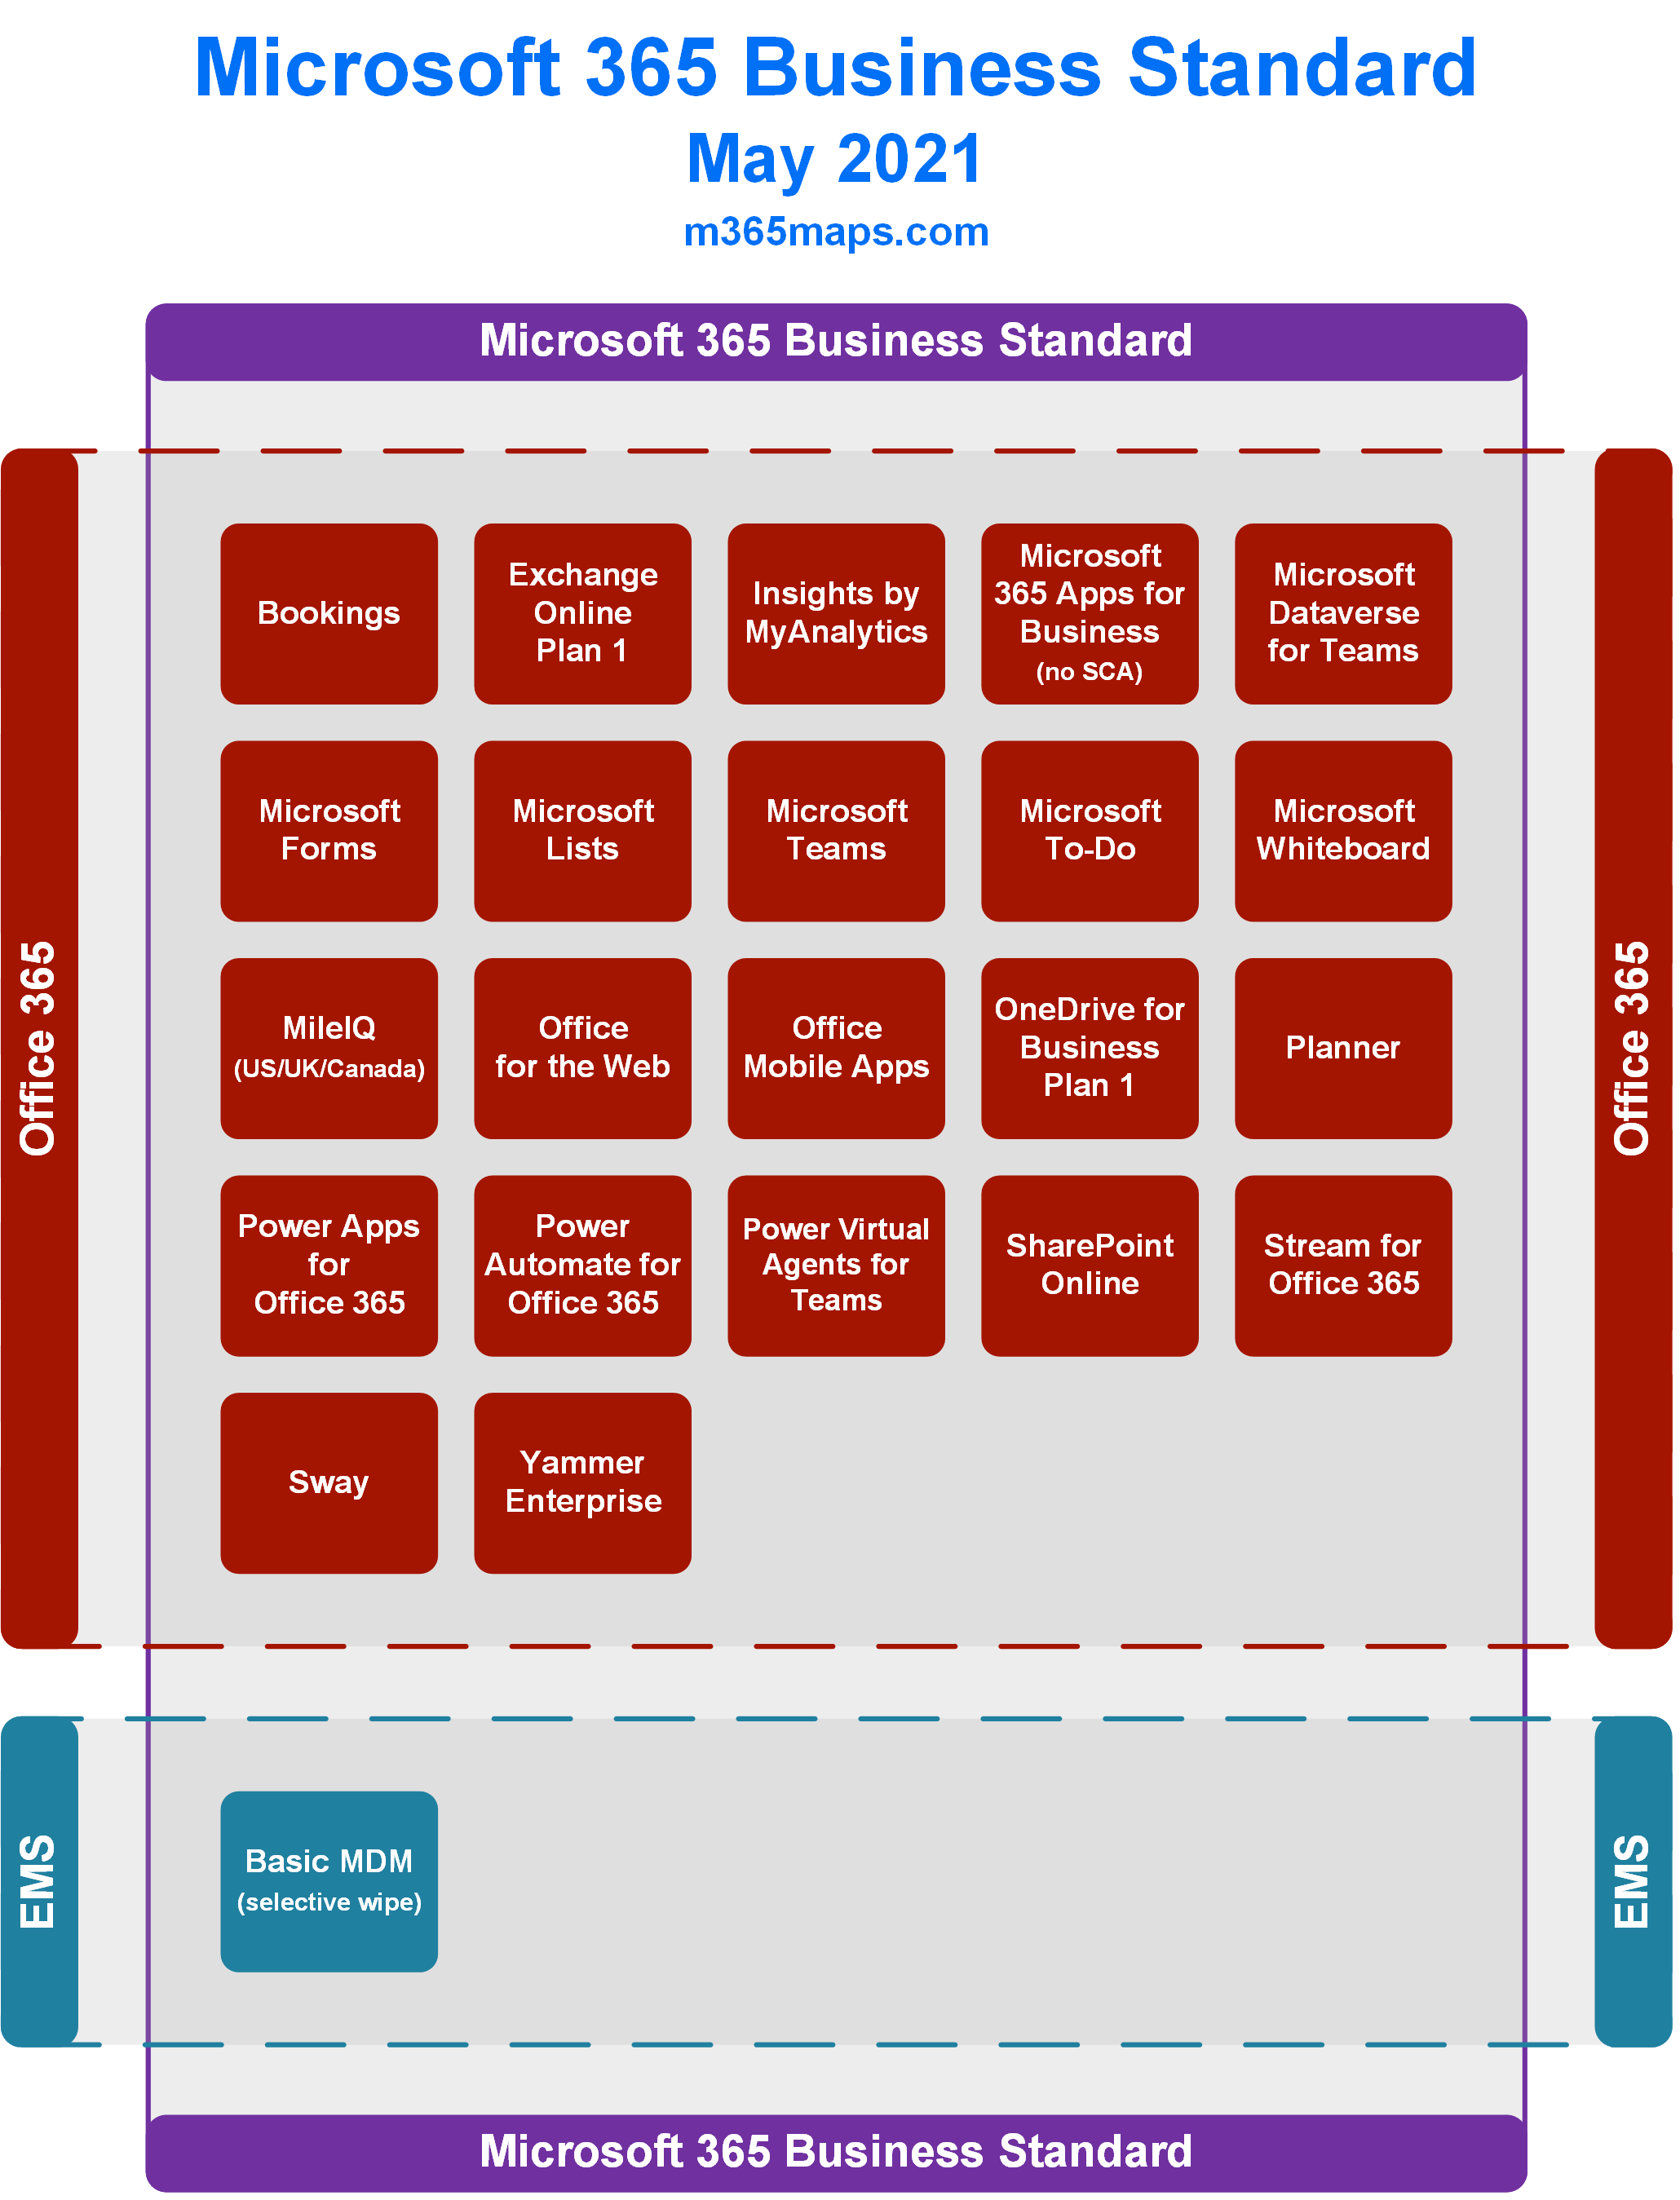 Microsoft 365 Business Standard
May 2021
m365maps.com
Microsoft 365 Business Standard
Office 365
Bookings
Exchange
Online
Plan 1
Insights by
MyAnalytics
Microsoft
365 Apps for
Business
(no SCA)
Microsoft
Dataverse
for Teams
Microsoft
Forms
Microsoft
Lists
Microsoft
Teams
Microsoft
To-Do
Microsoft
Whiteboard
MileIQ
(US/UK/Canada)
Office
for the Web
Office
Mobile Apps
OneDrive for
Business
Plan 1
Planner
Power Apps
for
Office 365
Power
Automate for
Office 365
Power Virtual
Agents for
Teams
SharePoint
Online
Stream for
Office 365
Sway
Yammer
Enterprise
Office 365
EMS
Basic MDM
(selective wipe)
EMS
Microsoft 365 Business Standard